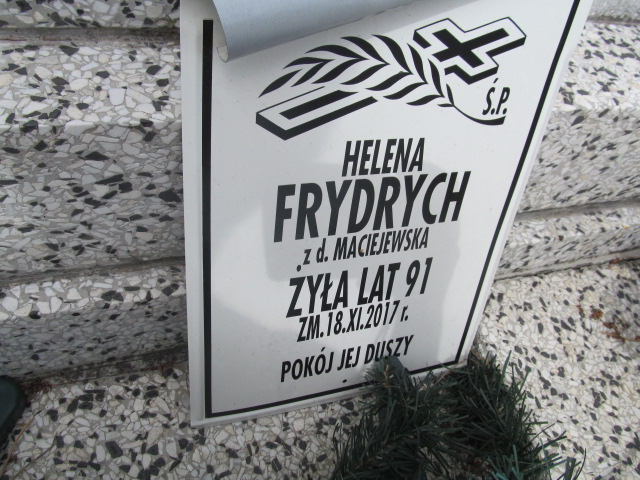 Ś.P.
HELENA
FRYDRYCH
z d. MACIEJEWSKA
ŻYŁA LAT 91
ZM.18.XI.2017 r.
POKÓJ JEJ DUSZY